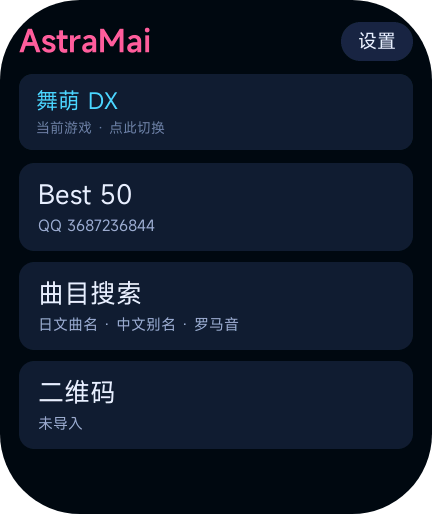 AstraMai
设置
舞萌 DX
当前游戏 · 点此切换
Best 50
QQ 3687236844
曲目搜索
日文曲名 · 中文别名 · 罗马音
二维码
未导入